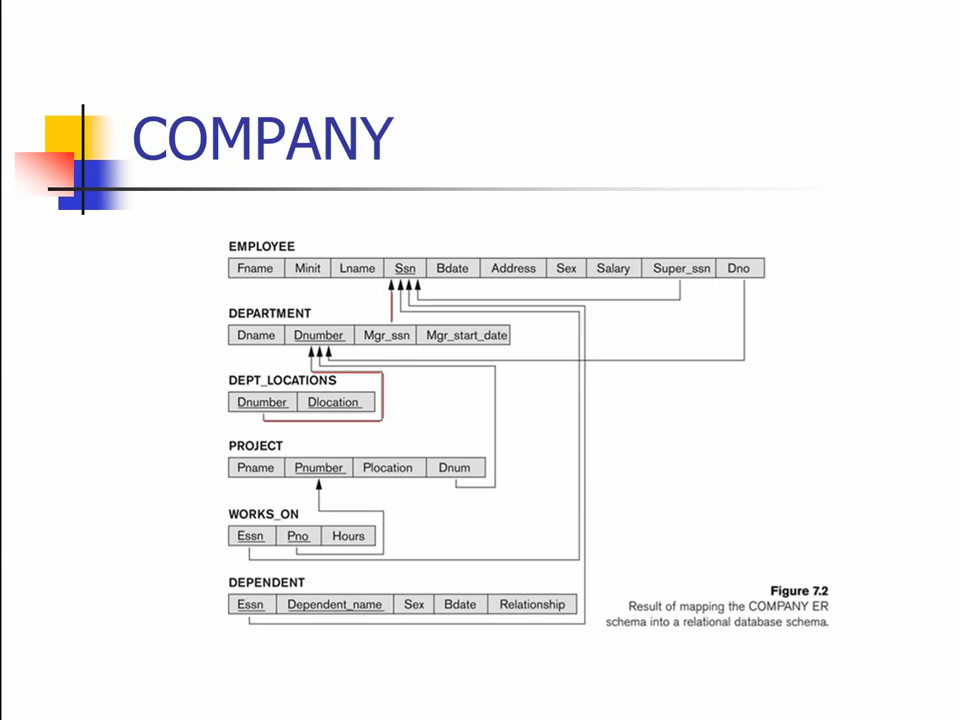 COMPANY
EMPLOYEE
Fname Minit Lname Ssn Bdate Address Sex Salary Super_ssn Dno
DEPARTMENT
Dname Dnumber Mgr_ssn Mgr_start_date
DEPT_LOCATIONS
Dnumber Dlocation
PROJECT
Pname Pnumber Plocation Dnum
WORKS_ON
Essn Pno Hours
DEPENDENT
Essn Dependent_name Sex Bdate Relationship
Figure 7.2
Result of mapping the COMPANY ER
schema into a relational database schema.